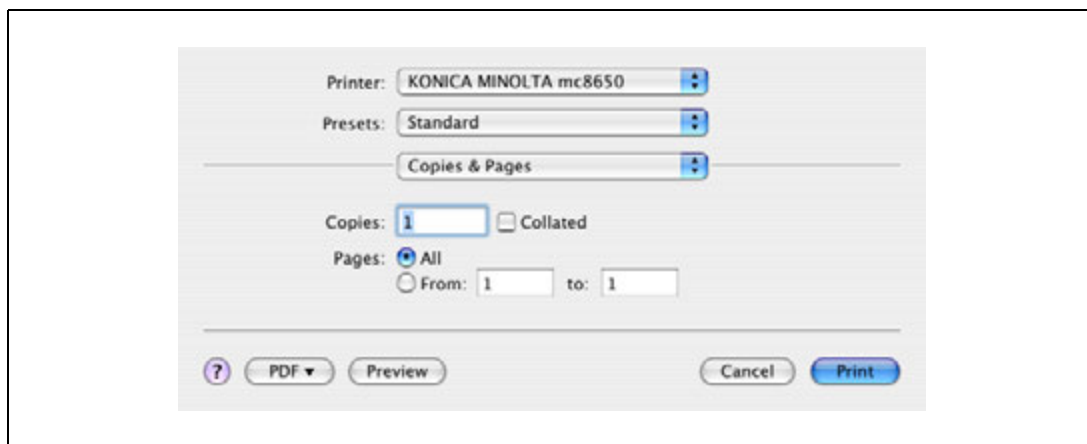 Printer: KONICA MINOLTA mc8650
Presets: Standard
Copies & Pages
Copies: 1 Collated
Pages: All
From: 1 to: 1
? PDF Preview Cancel Print